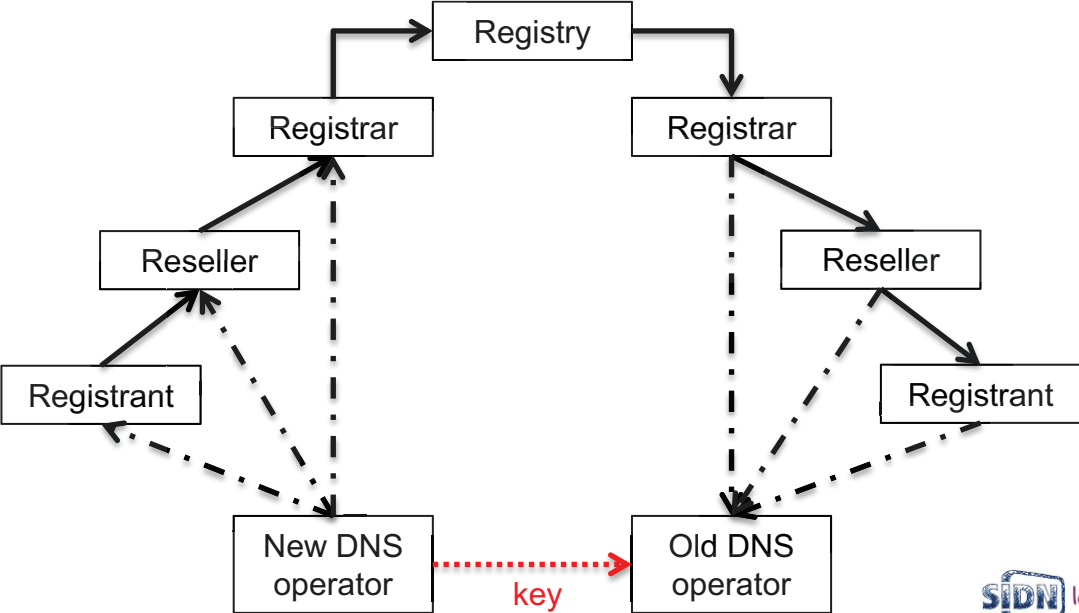 Registry
Registrar
Registrar
Reseller
Reseller
Registrant
Registrant
New DNS
operator
key
Old DNS
operator
SIDN